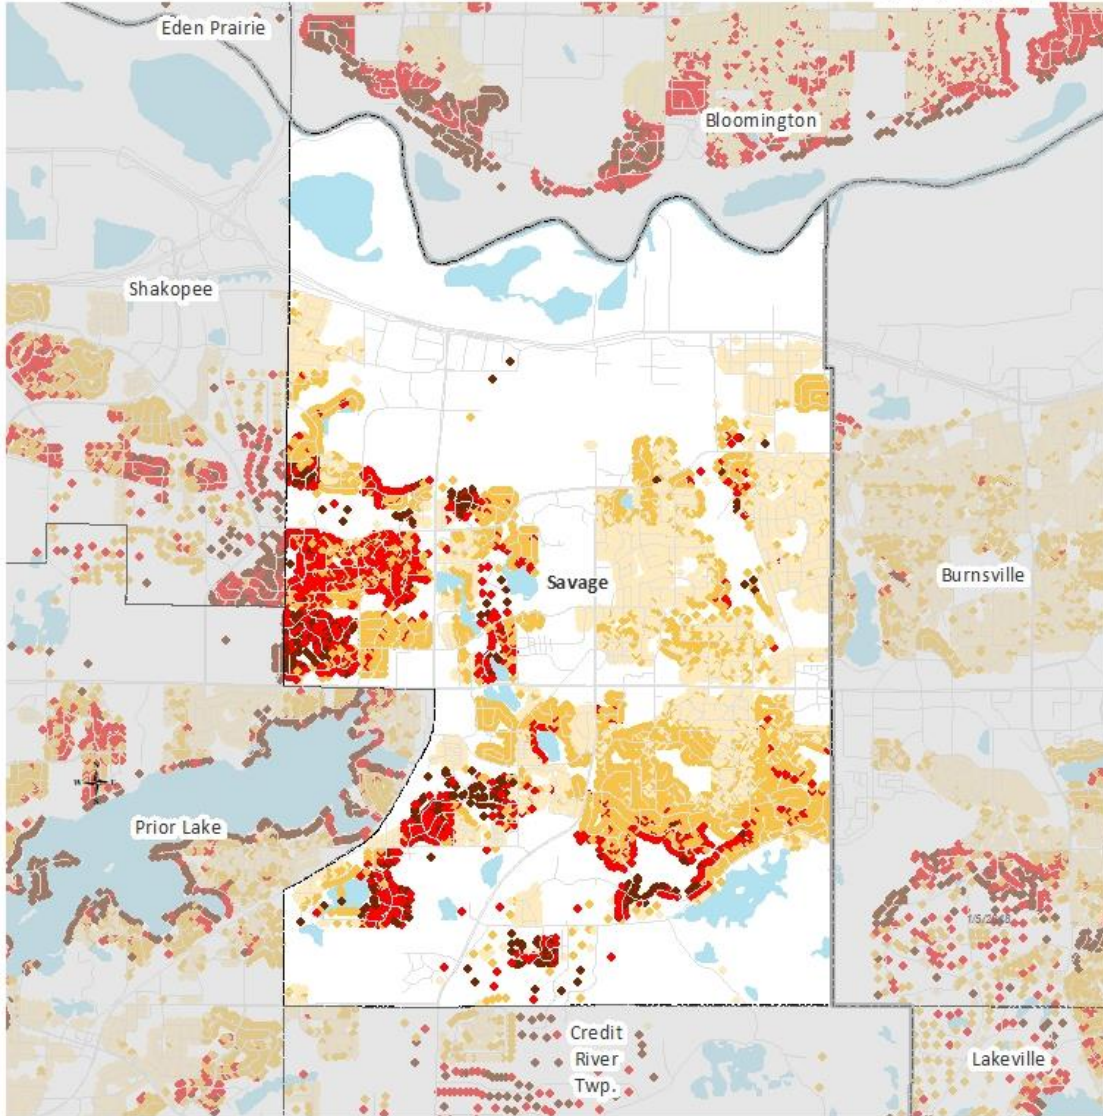 Eden Prairie
Bloomington
Shakopee
Savage
Burnsville
Prior Lake
Credit
River
Twp.
Lakeville